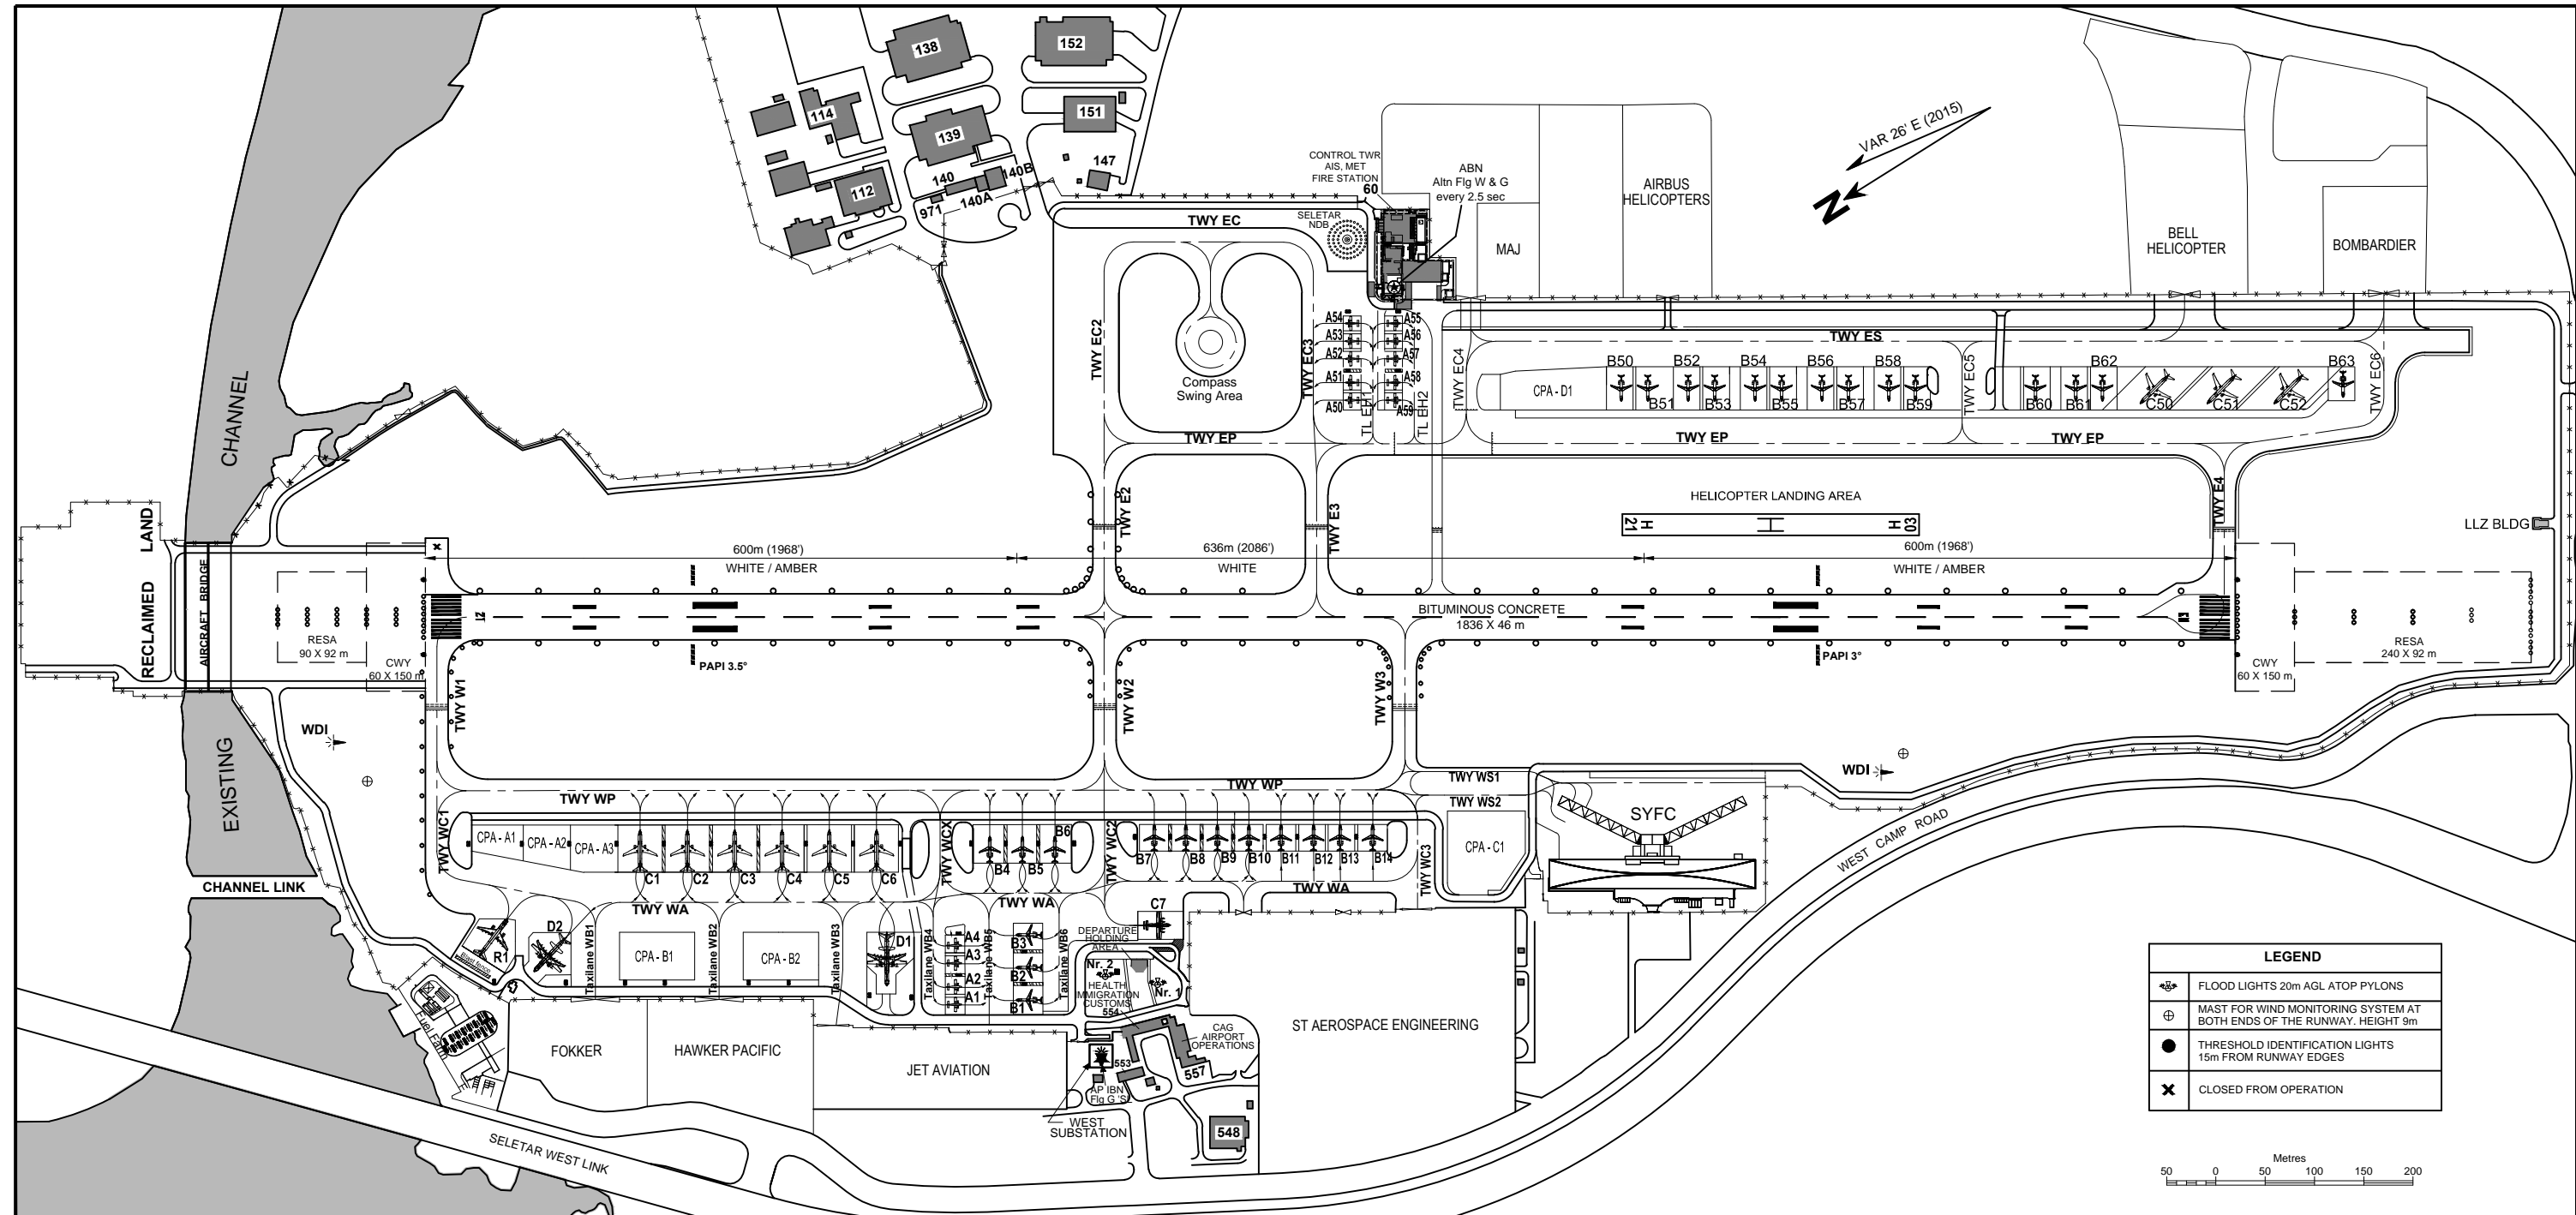 138
152
114
139
151
112
140
140B
147
971
140A
CONTROL TWR
AIS, MET
FIRE STATION
60
ABN
Altn Flg W & G
every 2.5 sec
AIRBUS
HELICOPTERS
MAJ
VAR 26' E (2015)
N
BELL
HELICOPTER
BOMBARDIER
TWY EC
SELETAR
NDB
TWY EC2
TWY EC3
Compass
Swing Area
A54
A53
A52
A51
A50
A55
A56
A57
A58
A59
TL EH1
TL EH2
TWY EC4
TWY ES
CPA - D1
B50
B51
B52
B53
B54
B55
B56
B57
B58
B59
TWY EC5
B60
B61
B62
C50
C51
C52
B63
TWY EC6
TWY EP
TWY EP
TWY EP
CHANNEL
RECLAIMED LAND
AIRCRAFT BRIDGE
TWY E2
TWY E3
TWY E4
HELICOPTER LANDING AREA
21 H
H
H 03
LLZ BLDG
600m (1968')
WHITE / AMBER
636m (2086')
WHITE
600m (1968')
WHITE / AMBER
21
BITUMINOUS CONCRETE
1836 X 46 m
RESA
90 X 92 m
CWY
60 X 150 m
PAPI 3.5°
PAPI 3°
RESA
240 X 92 m
CWY
60 X 150 m
TWY W1
TWY W2
TWY W3
WDI
WDI
EXISTING
TWY WP
TWY WP
TWY WS1
TWY WS2
SYFC
WEST CAMP ROAD
TWY WC1
CPA - A1
CPA - A2
CPA - A3
C1
C2
C3
C4
C5
C6
TWY WCX
B4
B5
B6
TWY WC2
B7
B8
B9
B10
B11
B12
B13
B14
TWY WC3
CPA - C1
CHANNEL LINK
TWY WA
TWY WA
TWY WA
R1
Blast fence
D2
Taxilane WB1
CPA - B1
Taxilane WB2
CPA - B2
Taxilane WB3
D1
Taxilane WB4
A4
A3
A2
A1
Taxilane WB5
B3
B2
B1
Taxilane WB6
C7
DEPARTURE
HOLDING
AREA
Nr. 2
Nr. 1
HEALTH
IMMIGRATION
CUSTOMS
554
CAG
AIRPORT
OPERATIONS
557
553
AP IBN
Flg G 'SL'
WEST
SUBSTATION
548
Fuel Farm
FOKKER
HAWKER PACIFIC
JET AVIATION
ST AEROSPACE ENGINEERING
SELETAR WEST LINK
LEGEND
FLOOD LIGHTS 20m AGL ATOP PYLONS
MAST FOR WIND MONITORING SYSTEM AT
BOTH ENDS OF THE RUNWAY. HEIGHT 9m
THRESHOLD IDENTIFICATION LIGHTS
15m FROM RUNWAY EDGES
CLOSED FROM OPERATION
Metres
50 0 50 100 150 200